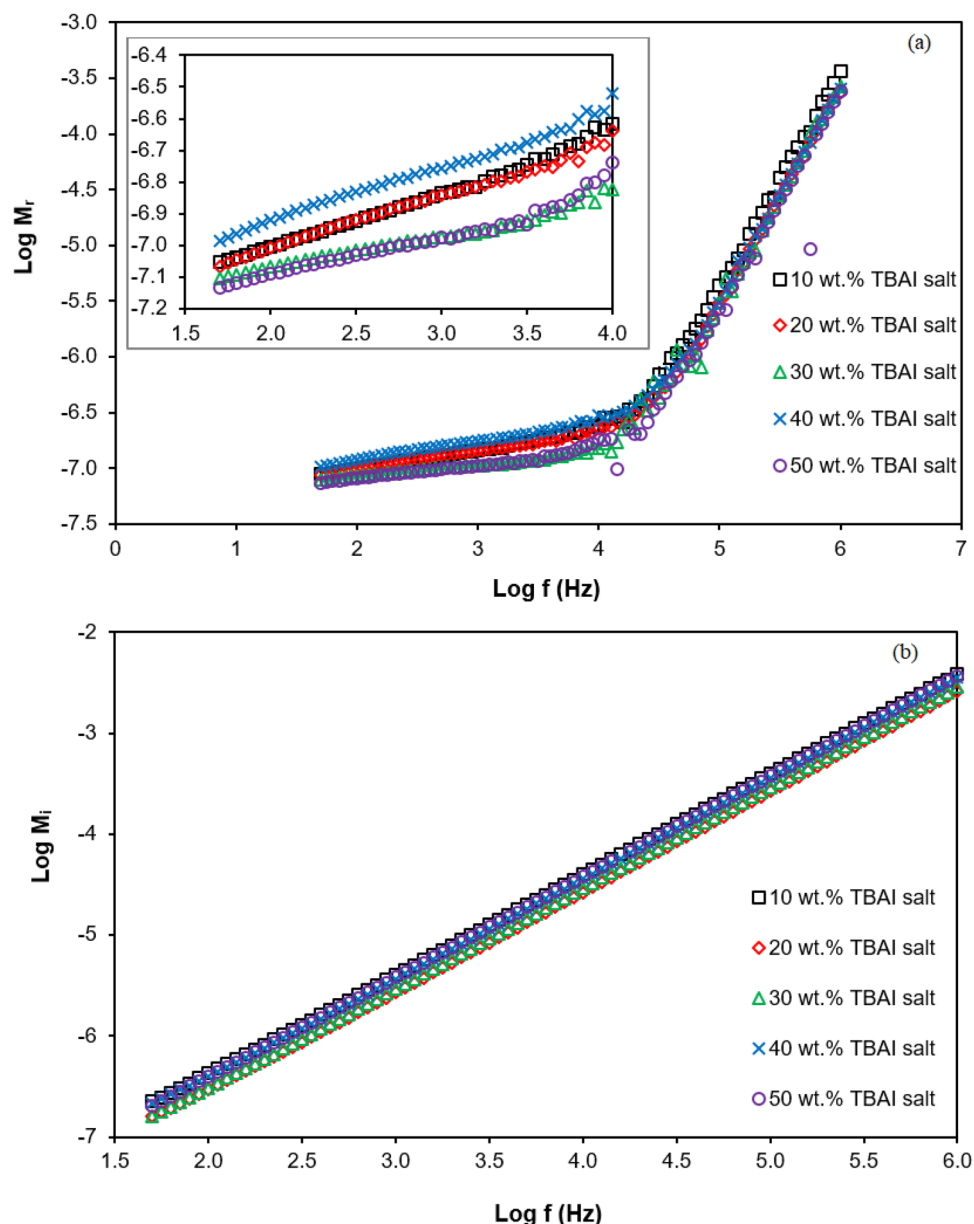 (a)
-3.0
-3.5
-4.0
-4.5
-5.0
-5.5
-6.0
-6.5
-7.0
-7.5
Log Mr
-6.4
-6.5
-6.6
-6.7
-6.8
-6.9
-7.0
-7.1
-7.2
1.5 2.0 2.5 3.0 3.5 4.0
10 wt.% TBAI salt
20 wt.% TBAI salt
30 wt.% TBAI salt
40 wt.% TBAI salt
50 wt.% TBAI salt
0 1 2 3 4 5 6 7
Log f (Hz)
(b)
-2
-3
-4
-5
-6
-7
Log Mi
10 wt.% TBAI salt
20 wt.% TBAI salt
30 wt.% TBAI salt
40 wt.% TBAI salt
50 wt.% TBAI salt
1.5 2.0 2.5 3.0 3.5 4.0 4.5 5.0 5.5 6.0
Log f (Hz)